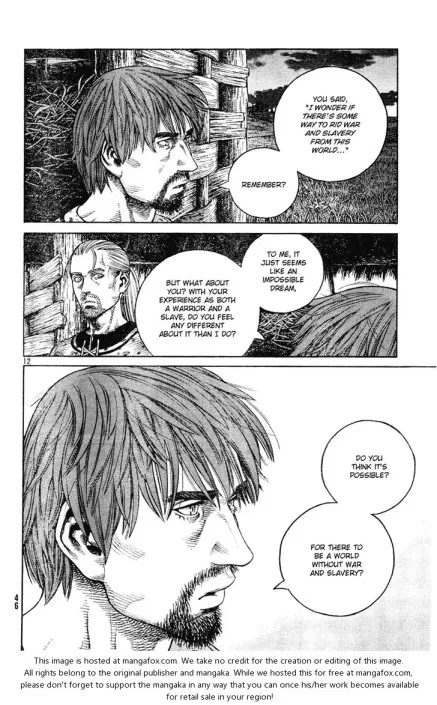 YOU SAID,
"I WONDER IF
THERE'S SOME
WAY TO RID WAR
AND SLAVERY
FROM THIS
WORLD..."
REMEMBER?
TO ME, IT
JUST SEEMS
LIKE AN
IMPOSSIBLE
DREAM.
BUT WHAT ABOUT
YOU? WITH YOUR
EXPERIENCE AS BOTH
A WARRIOR AND A
SLAVE, DO YOU FEEL
ANY DIFFERENT
ABOUT IT THAN I DO?
12
DO YOU
THINK IT'S
POSSIBLE?
FOR THERE TO
BE A WORLD
WITHOUT WAR
AND SLAVERY?
46
This image is hosted at mangafox.com. We take no credit for the creation or editing of this image.
All rights belong to the original publisher and mangaka. While we hosted this for free at mangafox.com,
please don't forget to support the mangaka in any way that you can once his/her work becomes available
for retail sale in your region!